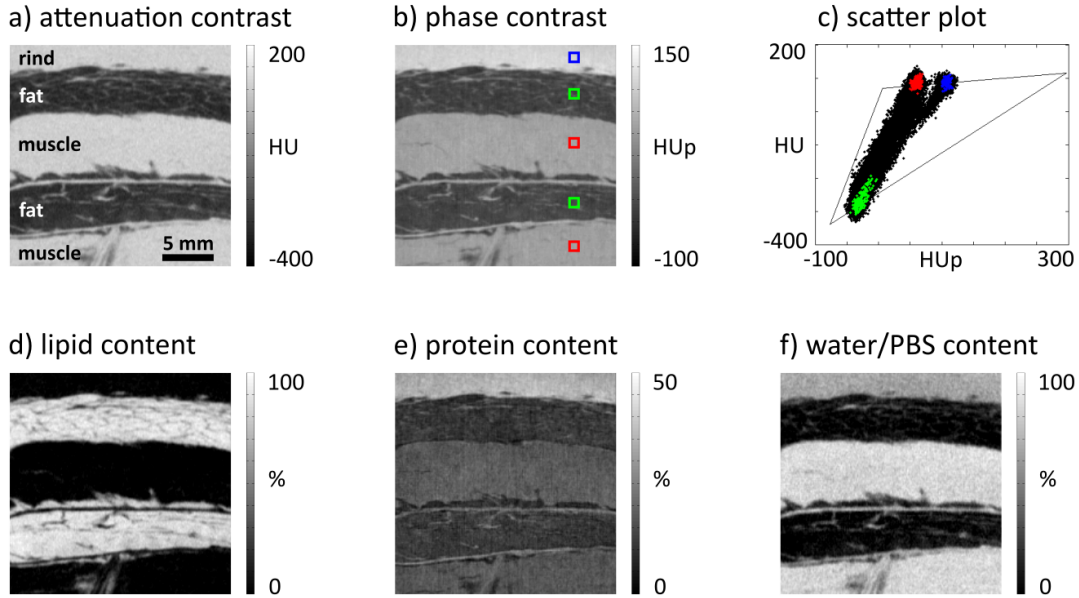 a) attenuation contrast
rind
fat
muscle
fat
muscle
5 mm
200
HU
-400
b) phase contrast
150
HUp
-100
c) scatter plot
200
HU
-400
-100
HUp
300
d) lipid content
100
%
0
e) protein content
50
%
0
f) water/PBS content
100
%
0